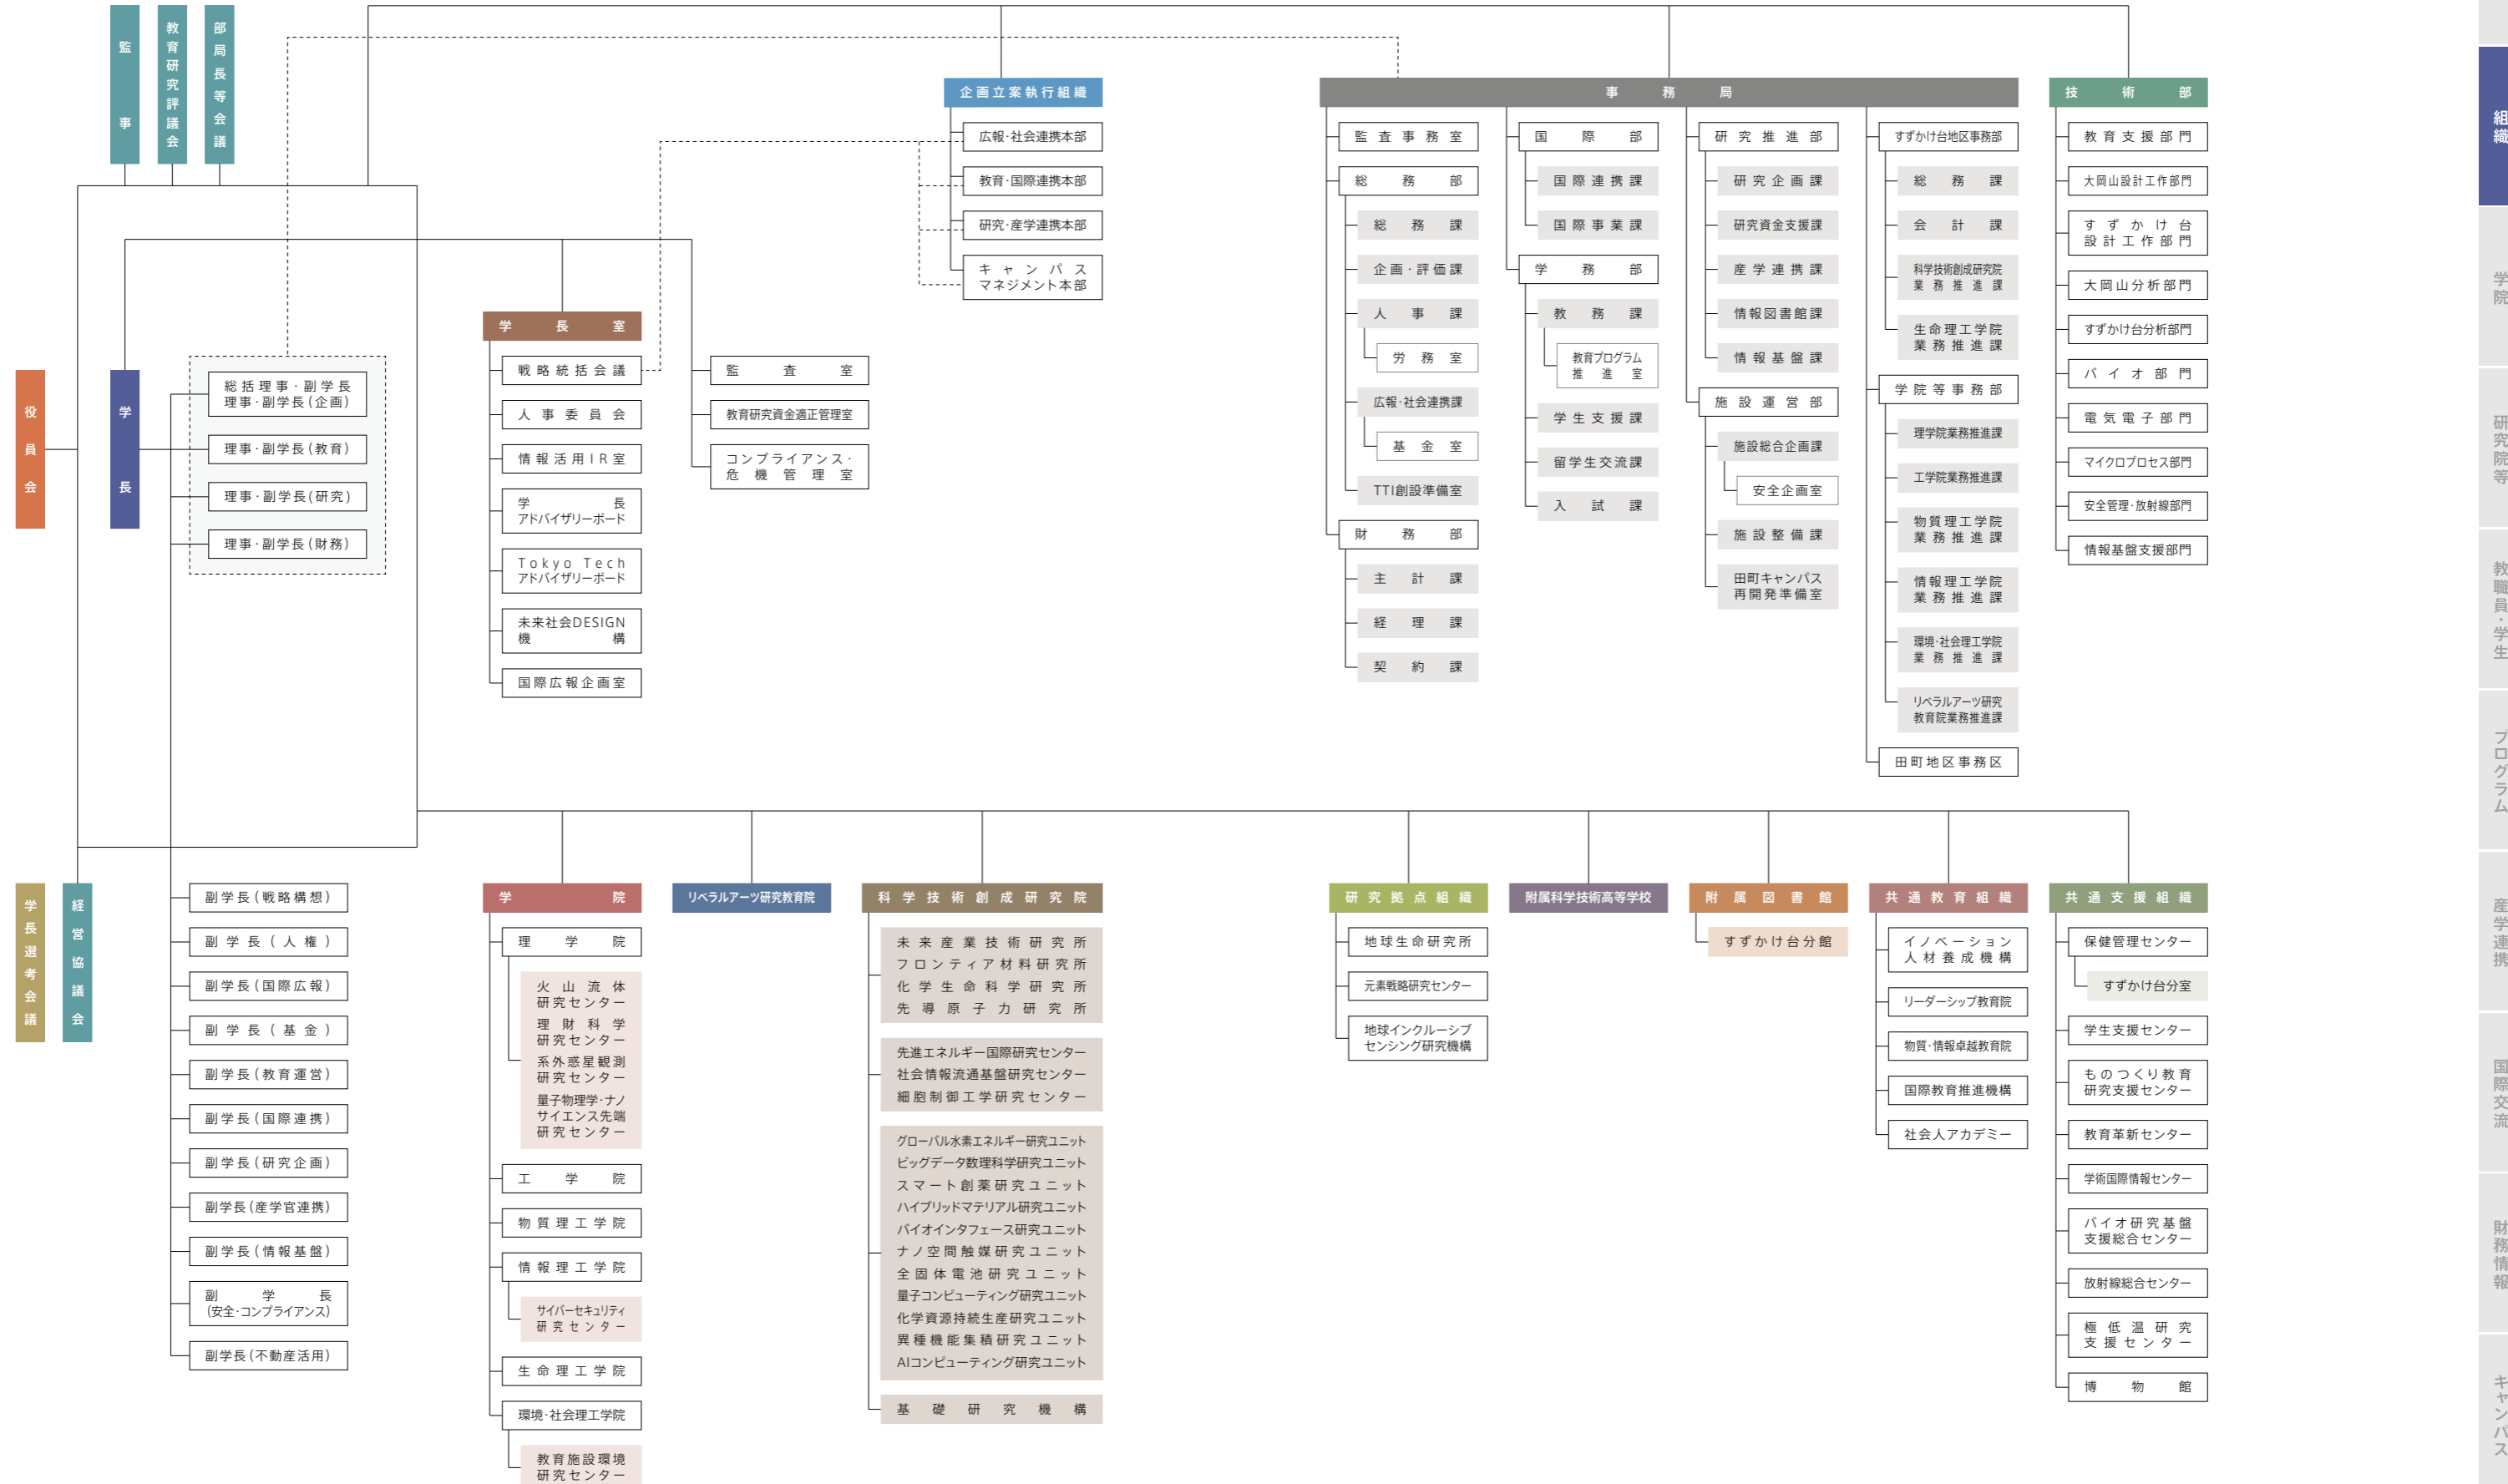 監事
教育研究評議会
部局長等会議
役員会
学長
総括理事・副学長
理事・副学長(企画)
理事・副学長(教育)
理事・副学長(研究)
理事・副学長(財務)
学長選考会議
経営協議会
副学長(戦略構想)
副学長(人権)
副学長(国際広報)
副学長(基金)
副学長(教育運営)
副学長(国際連携)
副学長(研究企画)
副学長(産学官連携)
副学長(情報基盤)
副学長
(安全・コンプライアンス)
副学長(不動産活用)
学長室
戦略統括会議
人事委員会
情報活用IR室
学長
アドバイザリーボード
Tokyo Tech
アドバイザリーボード
未来社会DESIGN
機構
国際広報企画室
監査室
教育研究資金適正管理室
コンプライアンス・
危機管理室
企画立案執行組織
広報・社会連携本部
教育・国際連携本部
研究・産学連携本部
キャンパス
マネジメント本部
事務局
監査事務室
総務部
総務課
企画・評価課
人事課
労務室
広報・社会連携課
基金室
TTI創設準備室
財務部
主計課
経理課
契約課
国際部
国際連携課
国際事業課
学務部
教務課
教育プログラム
推進室
学生支援課
留学生交流課
入試課
研究推進部
研究企画課
研究資金支援課
産学連携課
情報図書館課
情報基盤課
施設運営部
施設総合企画課
安全企画室
施設整備課
田町キャンパス
再開発準備室
すずかけ台地区事務部
総務課
会計課
科学技術創成研究院
業務推進課
生命理工学院
業務推進課
学院等事務部
理学院業務推進課
工学院業務推進課
物質理工学院
業務推進課
情報理工学院
業務推進課
環境・社会理工学院
業務推進課
リベラルアーツ研究
教育院業務推進課
田町地区事務区
技術部
教育支援部門
大岡山設計工作部門
すずかけ台
設計工作部門
大岡山分析部門
すずかけ台分析部門
バイオ部門
電気電子部門
マイクロプロセス部門
安全管理・放射線部門
情報基盤支援部門
学院
理学院
火山流体
研究センター
理財科学
研究センター
系外惑星観測
研究センター
量子物理学・ナノ
サイエンス先端
研究センター
工学院
物質理工学院
情報理工学院
サイバーセキュリティ
研究センター
生命理工学院
環境・社会理工学院
教育施設環境
研究センター
リベラルアーツ研究教育院
科学技術創成研究院
未来産業技術研究所
フロンティア材料研究所
化学生命科学研究所
先導原子力研究所
先進エネルギー国際研究センター
社会情報流通基盤研究センター
細胞制御工学研究センター
グローバル水素エネルギー研究ユニット
ビッグデータ数理科学研究ユニット
スマート創薬研究ユニット
ハイブリッドマテリアル研究ユニット
バイオインタフェース研究ユニット
ナノ空間触媒研究ユニット
全固体電池研究ユニット
量子コンピューティング研究ユニット
化学資源持続生産研究ユニット
異種機能集積研究ユニット
AIコンピューティング研究ユニット
基礎研究機構
研究拠点組織
地球生命研究所
元素戦略研究センター
地球インクルーシブ
センシング研究機構
附属科学技術高等学校
附属図書館
すずかけ台分館
共通教育組織
イノベーション
人材養成機構
リーダーシップ教育院
物質・情報卓越教育院
国際教育推進機構
社会人アカデミー
共通支援組織
保健管理センター
すずかけ台分室
学生支援センター
ものつくり教育
研究支援センター
教育革新センター
学術国際情報センター
バイオ研究基盤
支援総合センター
放射線総合センター
極低温研究
支援センター
博物館
組織
学院
研究院等
教職員・学生
プログラム
産学連携
国際交流
財務情報
キャンパス